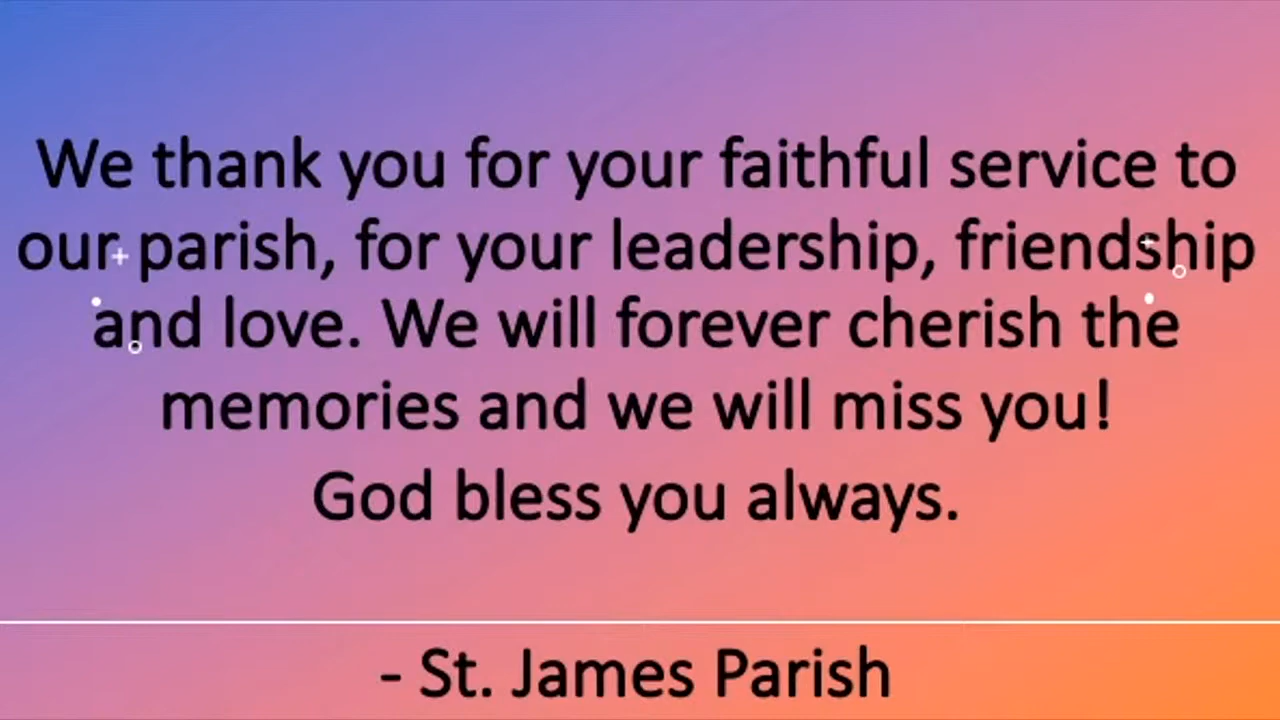 We thank you for your faithful service to
our parish, for your leadership, friendship
and love. We will forever cherish the
memories and we will miss you!
God bless you always.
- St. James Parish